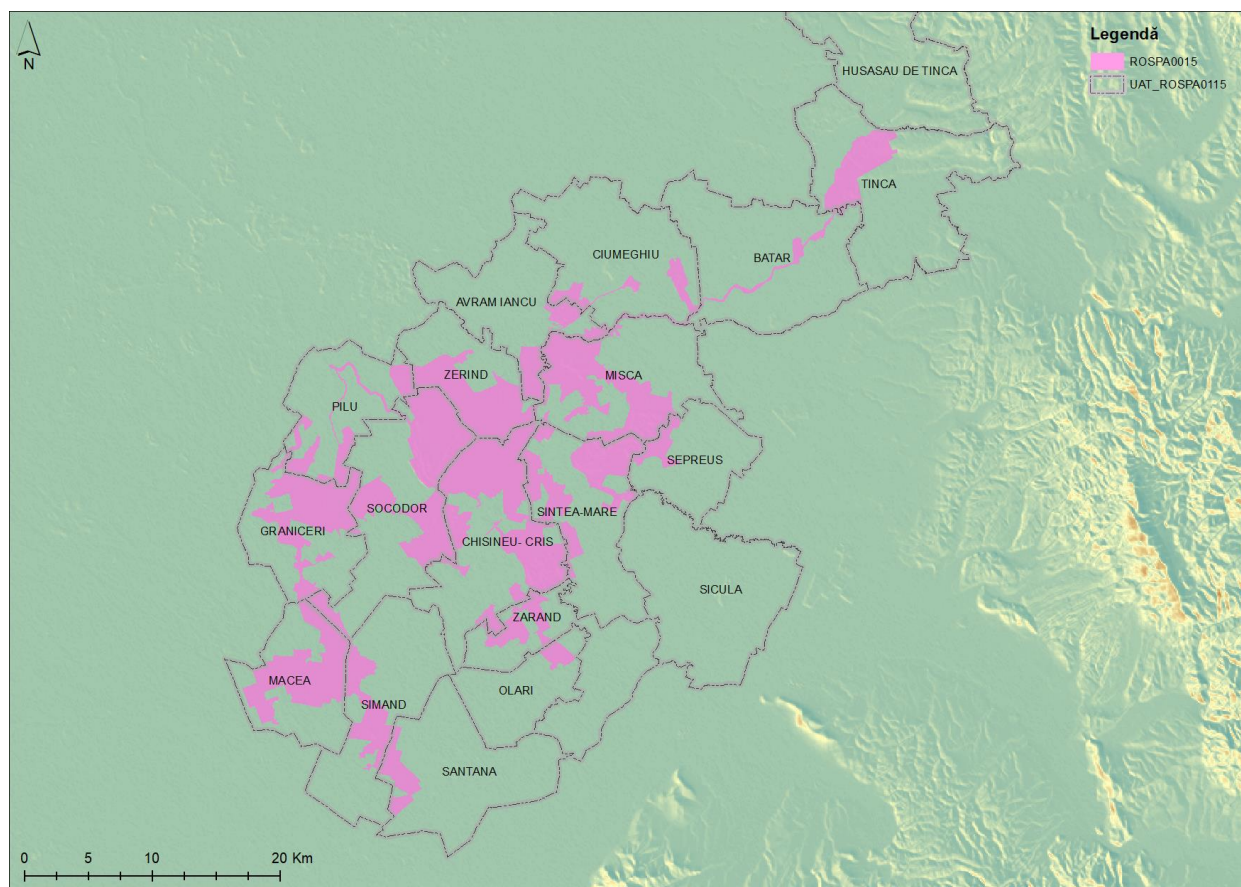 Legendă
ROSPA0015
UAT_ROSPA0115
N
HUSASAU DE TINCA
TINCA
CIUMEGHIU
BATAR
AVRAM IANCU
ZERIND
MISCA
PILU
SEPREUS
SOCODOR
SINTEA-MARE
GRANICERI
CHISINEU- CRIS
SICULA
ZARAND
MACEA
OLARI
SIMAND
SANTANA
0 5 10 20 Km